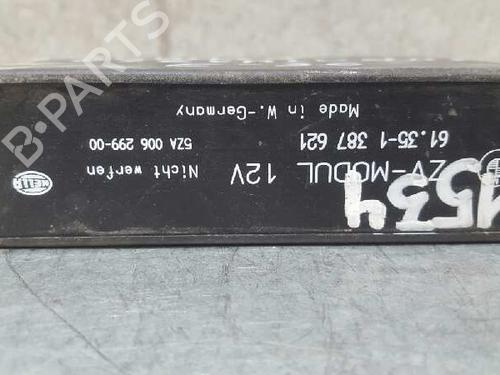 ZV-MODUL 12V
61.35-1 387 621
Made in W.-Germany
Nicht werfen
5ZA 006 299-00
HELLA
1534
B-PARTS